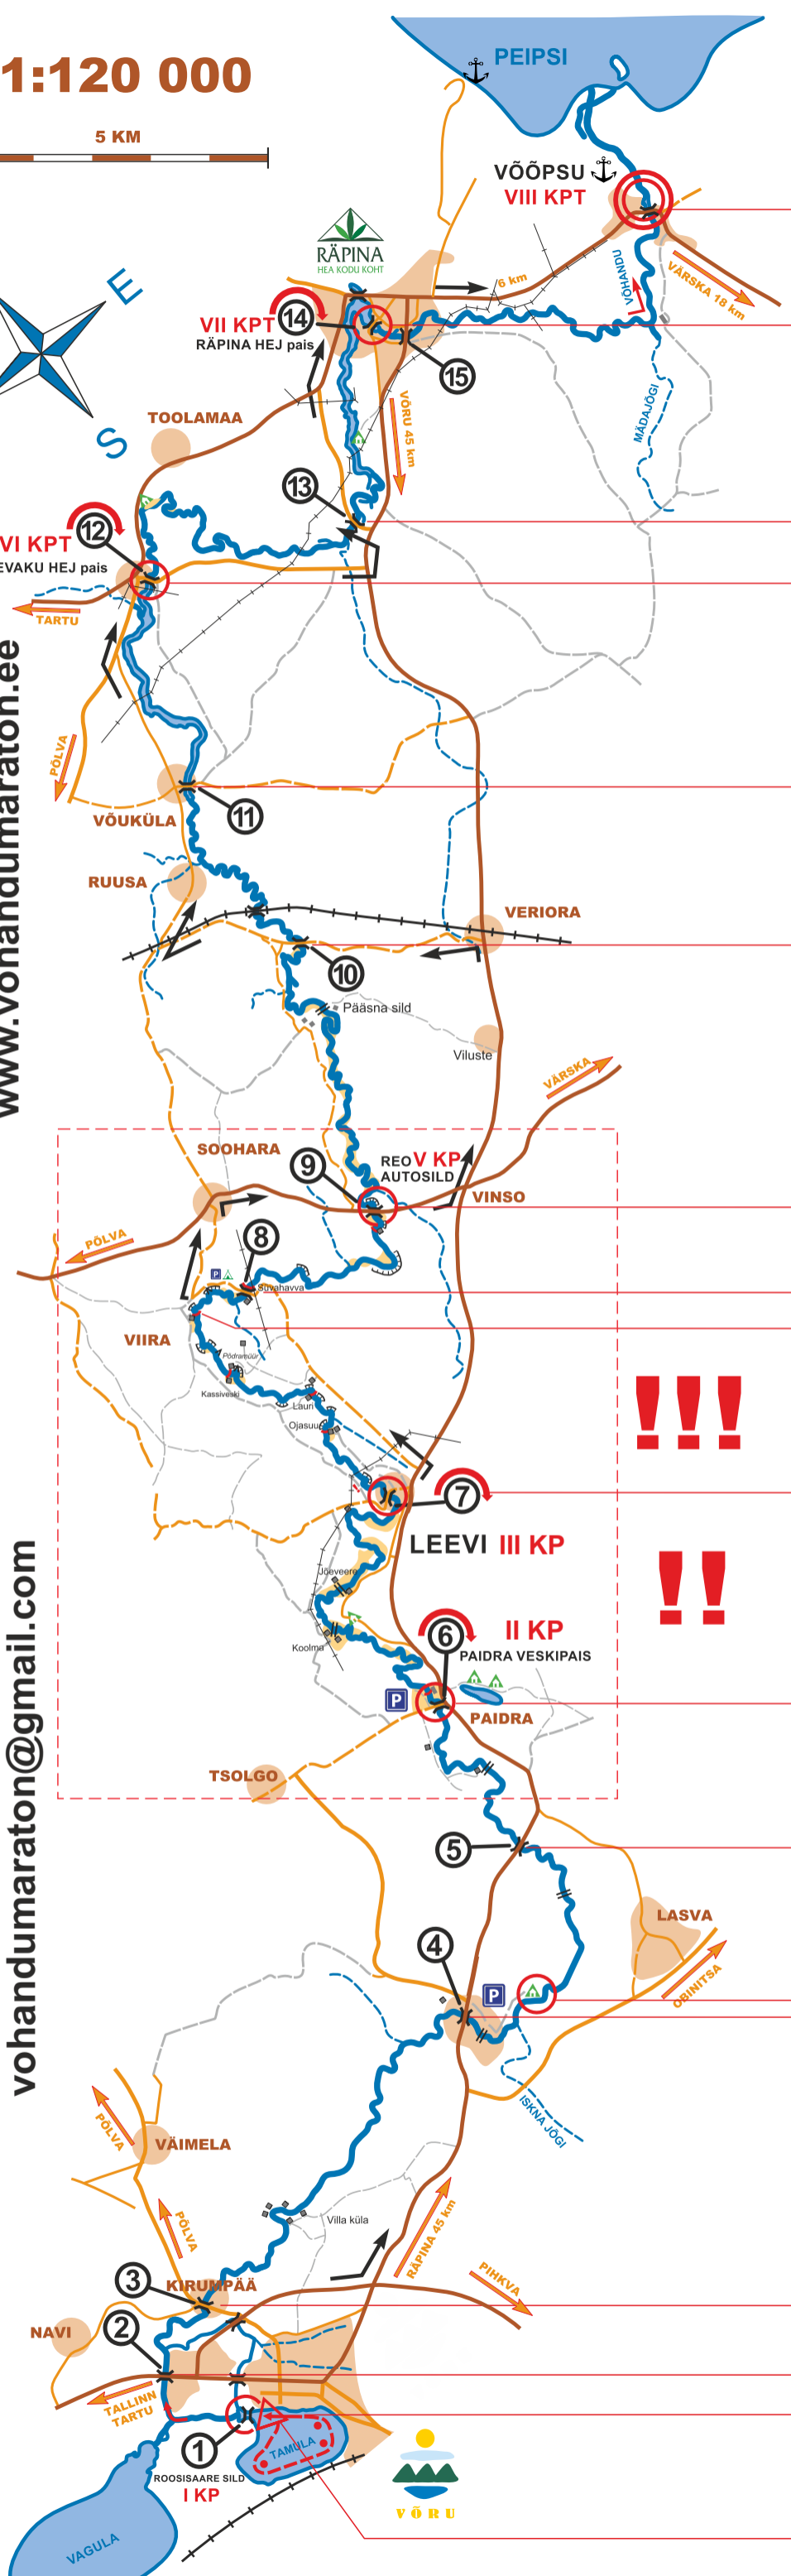 1:120 000
5 KM
PEIPSI
VÕÕPSU
VIII KPT
RÄPINA
HEA KODU KOHT
E
S
6 km
VÕHANDU
VÄRSKA 18 km
VII KPT
14
RÄPINA HEJ pais
15
TOOLAMAA
VÕRU 45 km
MÄDAJÕGI
13
12
VI KPT
EVAKU HEJ pais
TARTU
PÕLVA
www.vohandumaraton.ee
11
VÕUKÜLA
RUUSA
VERIORA
10
Pääsna sild
Viluste
VÄRSKA
SOOHARA
9
REO V KP
AUTOSILD
VINSO
PÕLVA
8
Suvahavva
VIIRA
Põdramüür
Kassiveski
Lauri
Ojasuu
!!!
!
7
LEEVI III KP
!!
Jõeveere
6
II KP
PAIDRA VESKIPAIS
Koolma
P
PAIDRA
TSOLGO
vohandumaraton@gmail.com
5
LASVA
4
P
OBINITSA
ISKNA JÕGI
PÕLVA
VÄIMELA
PÕLVA
Villa küla
RÄPINA 45 km
3
KIRUMPÄÄ
PIHKVA
2
NAVI
TALLINN
TARTU
1
TAMULA
ROOSISAARE SILD
I KP
VÕRU
VAGULA